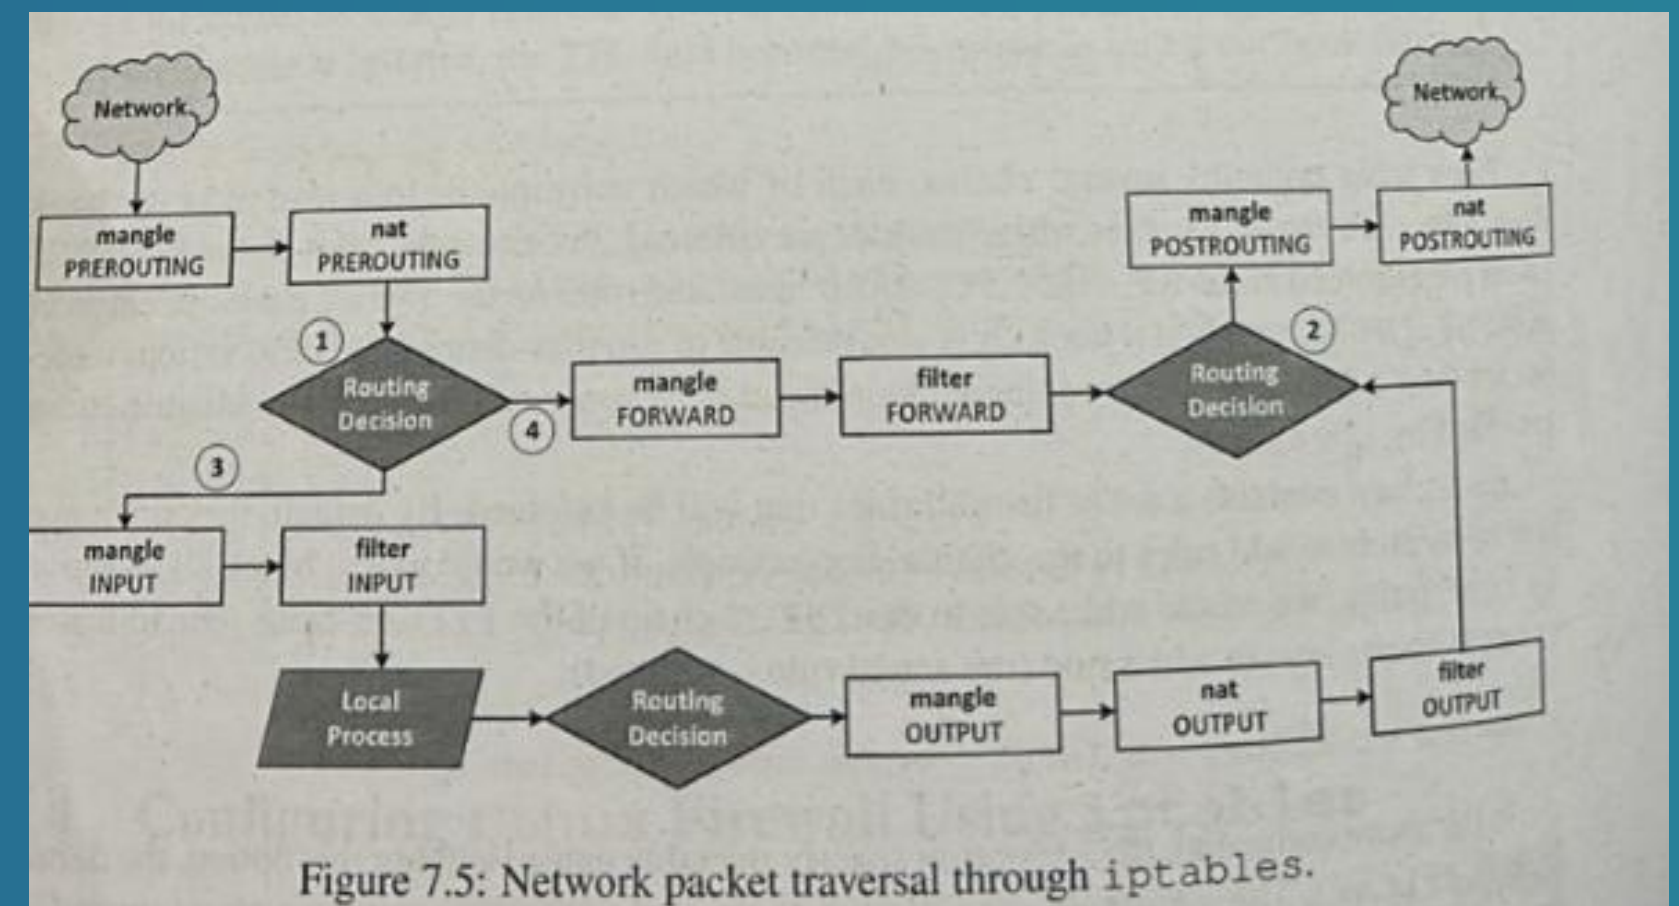 Network
Network
mangle
PREROUTING
nat
PREROUTING
mangle
POSTROUTING
nat
POSTROUTING
1
Routing
Decision
4
mangle
FORWARD
filter
FORWARD
2
Routing
Decision
3
mangle
INPUT
filter
INPUT
Local
Process
Routing
Decision
mangle
OUTPUT
nat
OUTPUT
filter
OUTPUT
Figure 7.5: Network packet traversal through iptables.